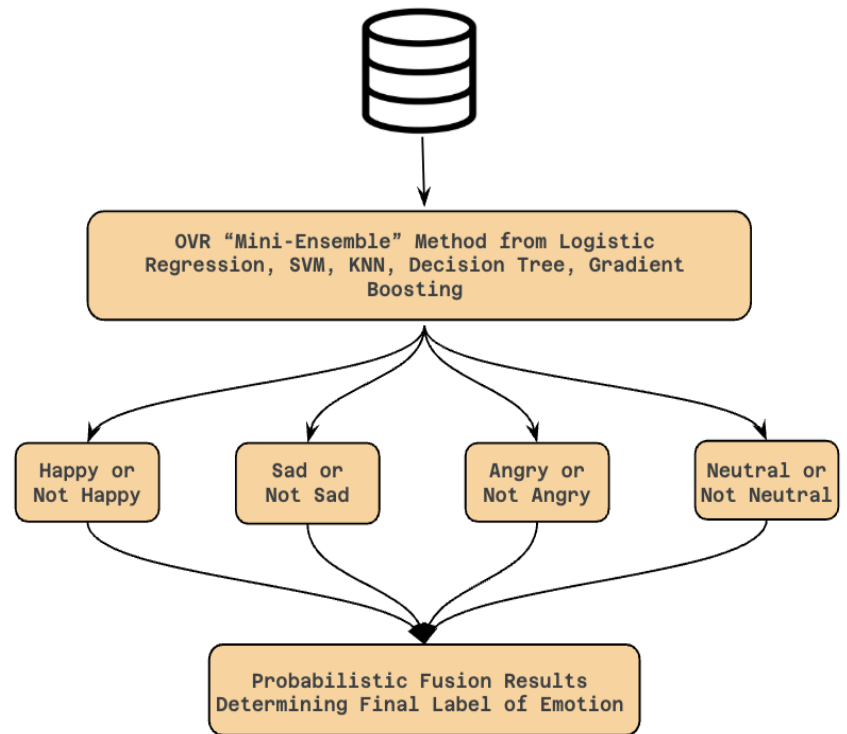 OVR “Mini-Ensemble” Method from Logistic
Regression, SVM, KNN, Decision Tree, Gradient
Boosting
Happy or
Not Happy
Sad or
Not Sad
Angry or
Not Angry
Neutral or
Not Neutral
Probabilistic Fusion Results
Determining Final Label of Emotion